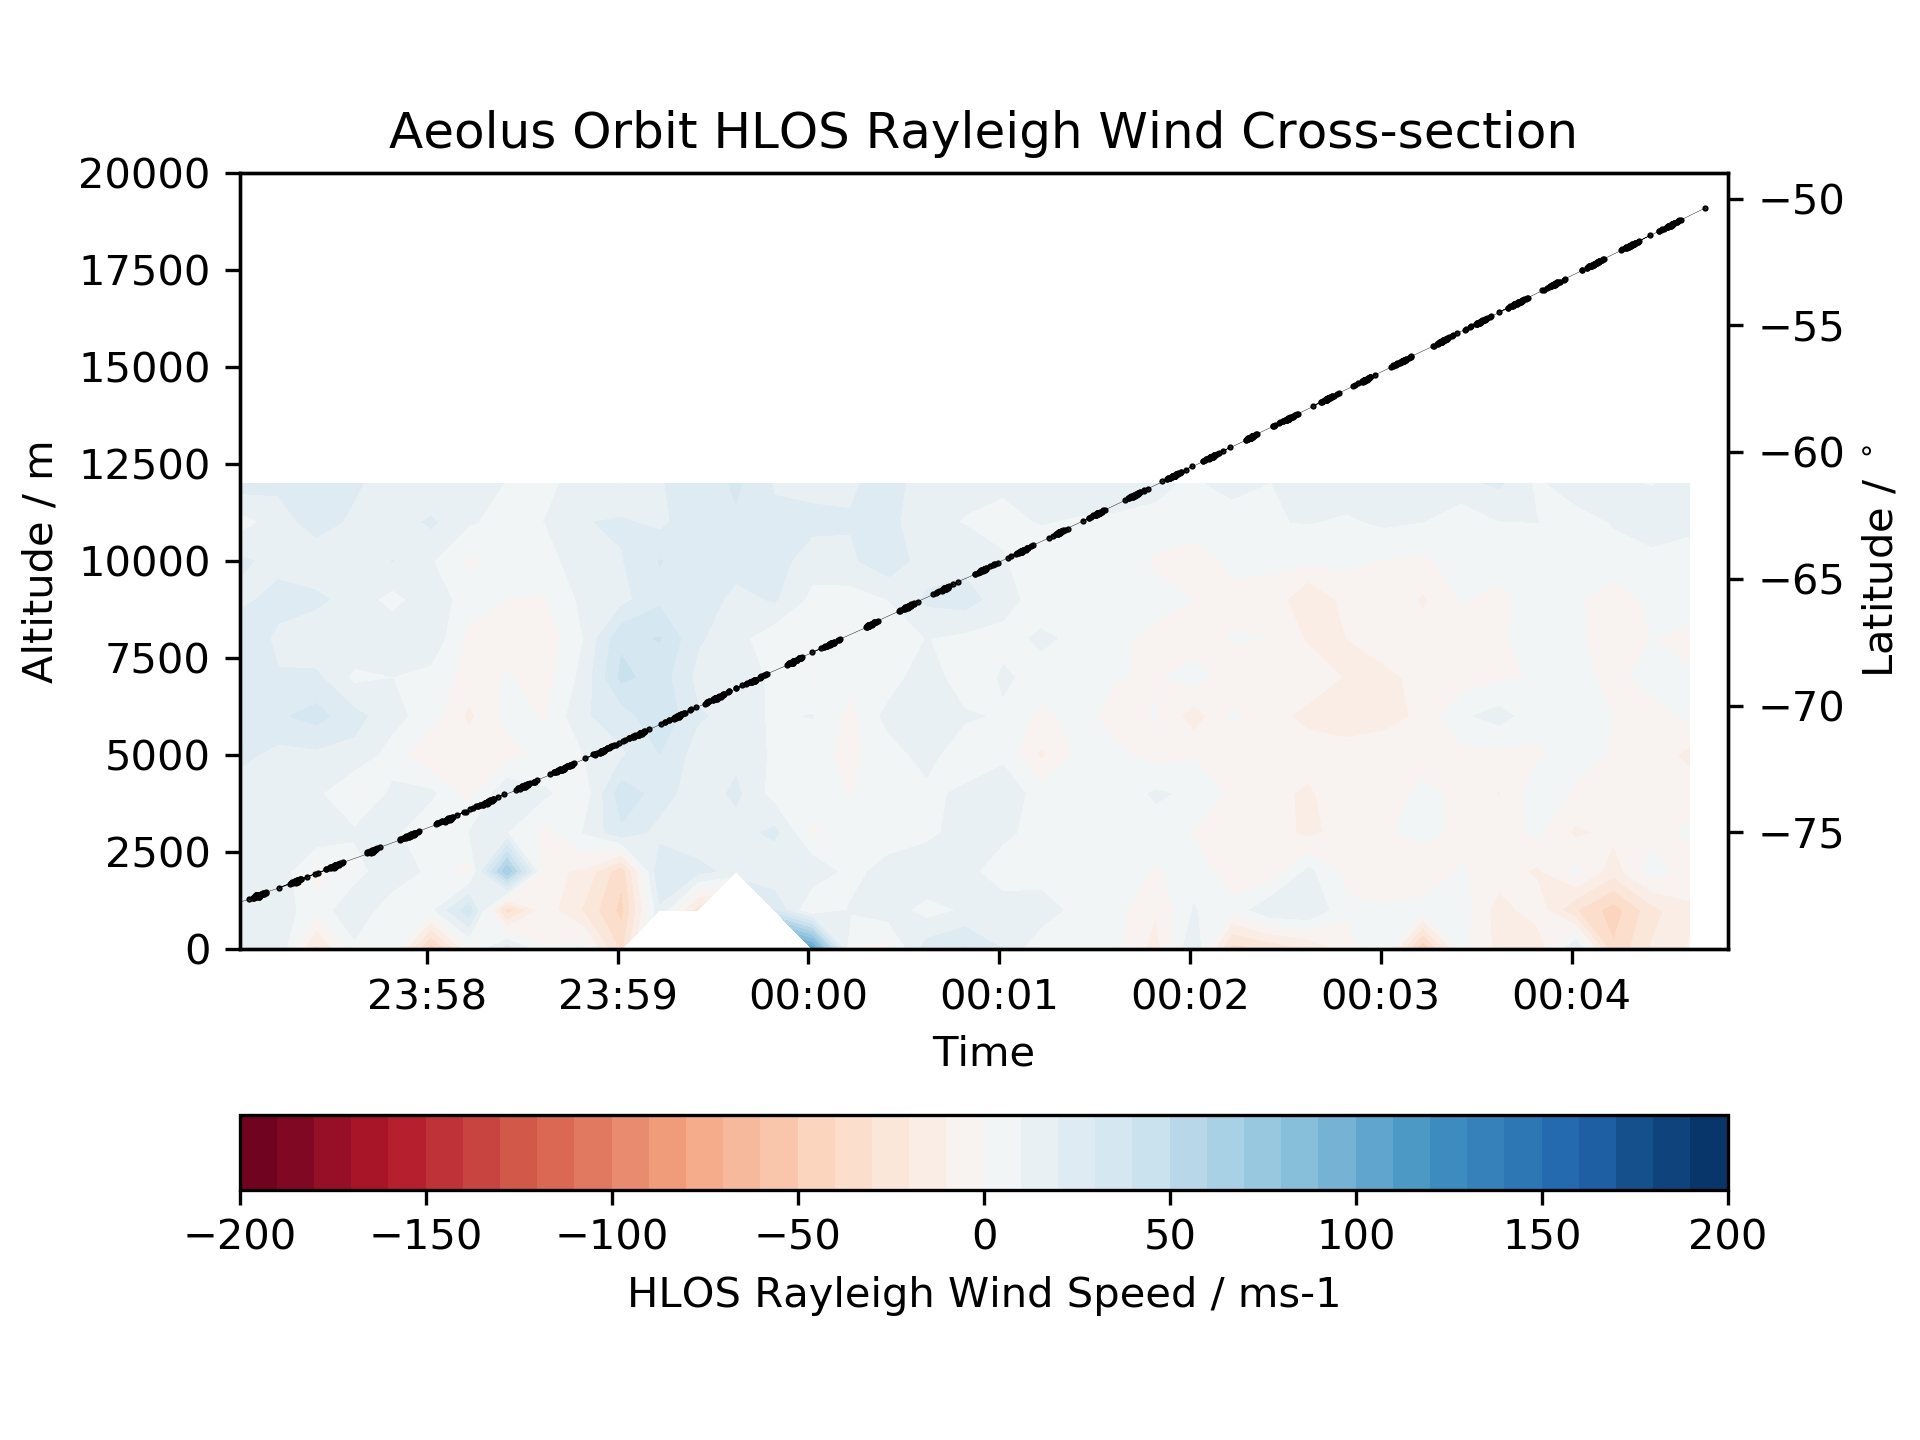 Aeolus Orbit HLOS Rayleigh Wind Cross-section
20000
17500
15000
12500
10000
7500
5000
2500
0
Altitude / m
−50
−55
−60
−65
−70
−75
Latitude / °
23:58 23:59 00:00 00:01 00:02 00:03 00:04
Time
−200 −150 −100 −50 0 50 100 150 200
HLOS Rayleigh Wind Speed / ms-1